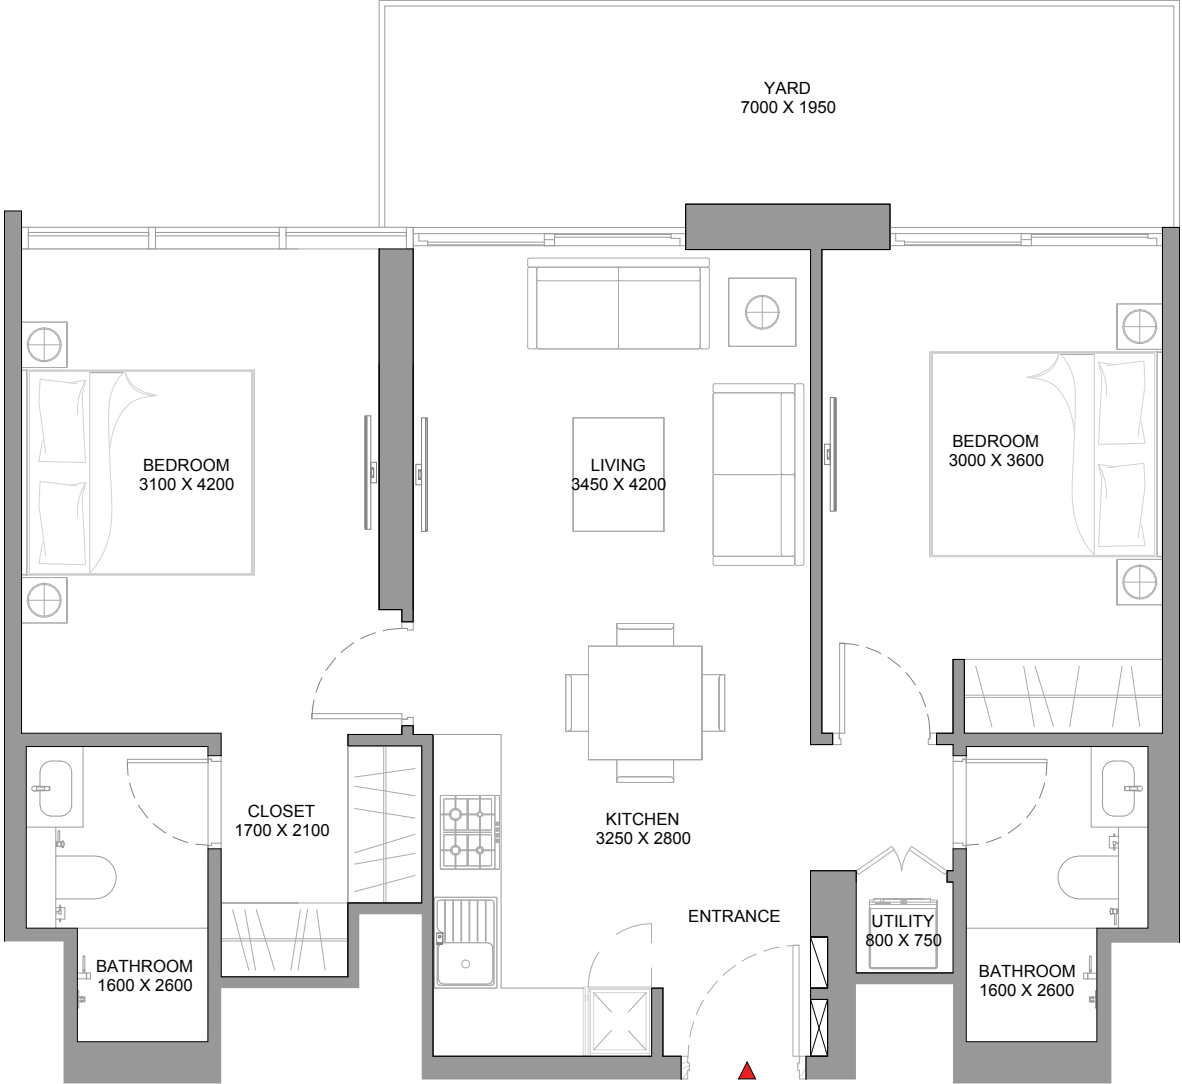 YARD
7000 X 1950
BEDROOM
3100 X 4200
LIVING
3450 X 4200
BEDROOM
3000 X 3600
CLOSET
1700 X 2100
KITCHEN
3250 X 2800
ENTRANCE
UTILITY
800 X 750
BATHROOM
1600 X 2600
BATHROOM
1600 X 2600